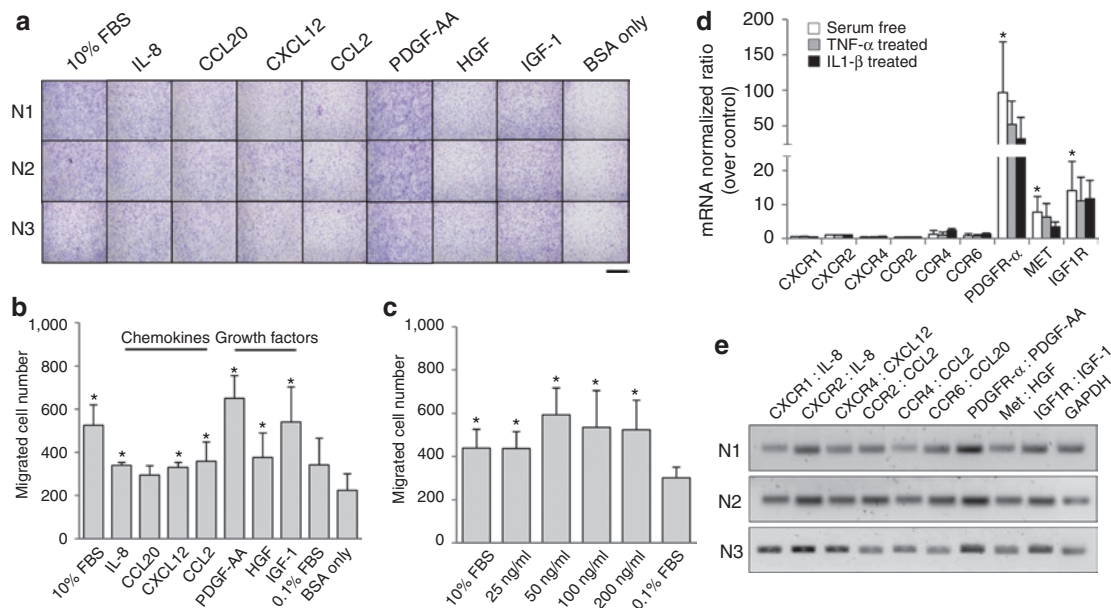 a
10% FBS
IL-8
CCL20
CXCL12
CCL2
PDGF-AA
HGF
IGF-1
BSA only
N1
N2
N3
b
Migrated cell number
1,000
800
600
400
200
0
Chemokines Growth factors
*
*
*
*
*
*
*
10% FBS
IL-8
CCL20
CXCL12
CCL2
PDGF-AA
HGF
IGF-1
0.1% FBS
BSA only
c
Migrated cell number
1,000
800
600
400
200
0
*
*
*
*
*
10% FBS
25 ng/ml
50 ng/ml
100 ng/ml
200 ng/ml
0.1% FBS
d
mRNA normalized ratio
(over control)
200
150
100
50
20
10
0
Serum free
TNF-α treated
IL1-β treated
*
*
*
CXCR1
CXCR2
CXCR4
CCR2
CCR4
CCR6
PDGFR-α
MET
IGF1R
e
CXCR1 : IL-8
CXCR2 : IL-8
CXCR4 : CXCL12
CCR2 : CCL2
CCR4 : CCL2
CCR6 : CCL20
PDGFR-α : PDGF-AA
Met : HGF
IGF1R : IGF-1
GAPDH
N1
N2
N3